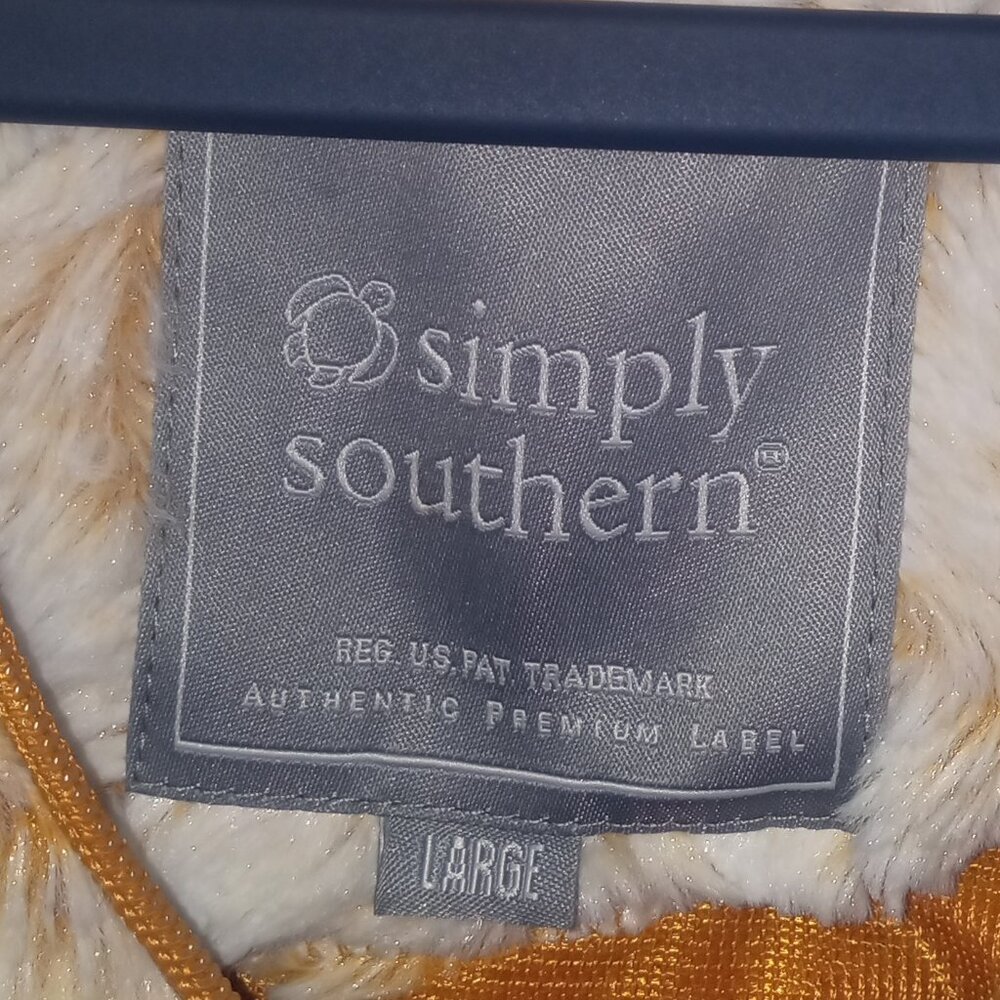 simply
southern®
REG. US. PAT TRADEMARK
AUTHENTIC PREMIUM LABEL
LARGE